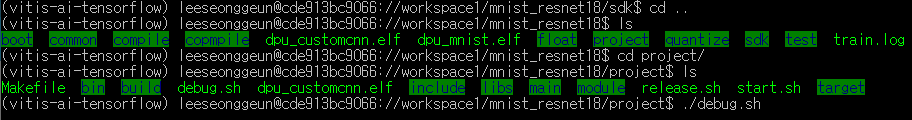 (vitis-ai-tensorflow) leeseonggeun@cde913bc9066://workspace1/mnist_resnet18/sdk$ cd ..
(vitis-ai-tensorflow) leeseonggeun@cde913bc9066://workspace1/mnist_resnet18$ ls
boot common compile copmpile dpu_customcnn.elf dpu_mnist.elf float project quantize sdk test train.log
(vitis-ai-tensorflow) leeseonggeun@cde913bc9066://workspace1/mnist_resnet18$ cd project/
(vitis-ai-tensorflow) leeseonggeun@cde913bc9066://workspace1/mnist_resnet18/project$ ls
Makefile bin build debug.sh dpu_customcnn.elf include libs main module release.sh start.sh target
(vitis-ai-tensorflow) leeseonggeun@cde913bc9066://workspace1/mnist_resnet18/project$ ./debug.sh